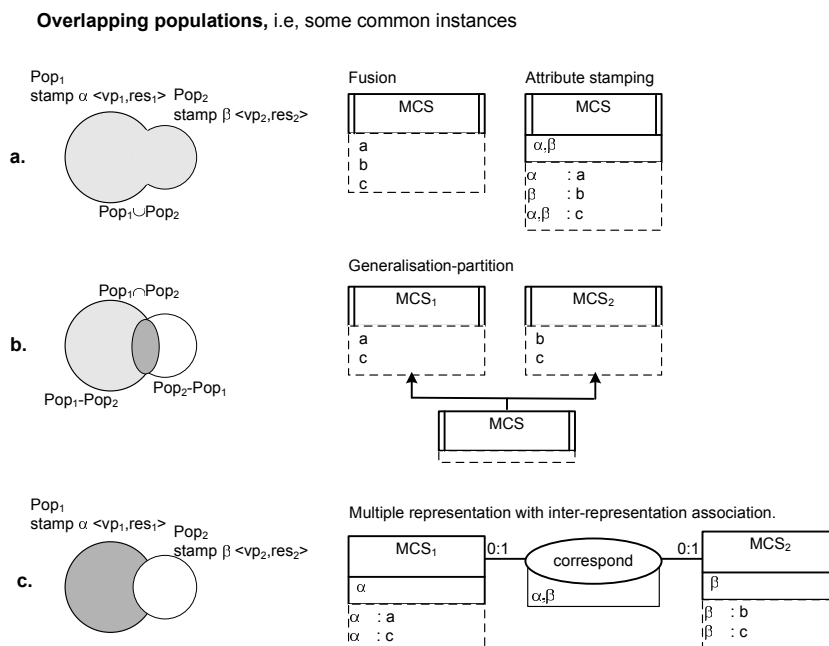 Overlapping populations, i.e, some common instances
a.
Pop₁
stamp α <vp₁,res₁>
Pop₂
stamp β <vp₂,res₂>
Pop₁∪Pop₂
Fusion
MCS
a
b
c
Attribute stamping
MCS
α,β
α : a
β : b
α,β : c
b.
Pop₁∩Pop₂
Pop₁-Pop₂
Pop₂-Pop₁
Generalisation-partition
MCS₁
a
c
MCS₂
b
c
MCS
c.
Pop₁
stamp α <vp₁,res₁>
Pop₂
stamp β <vp₂,res₂>
Multiple representation with inter-representation association.
MCS₁
α
α : a
α : c
0:1
correspond
α,β
0:1
MCS₂
β
β : b
β : c